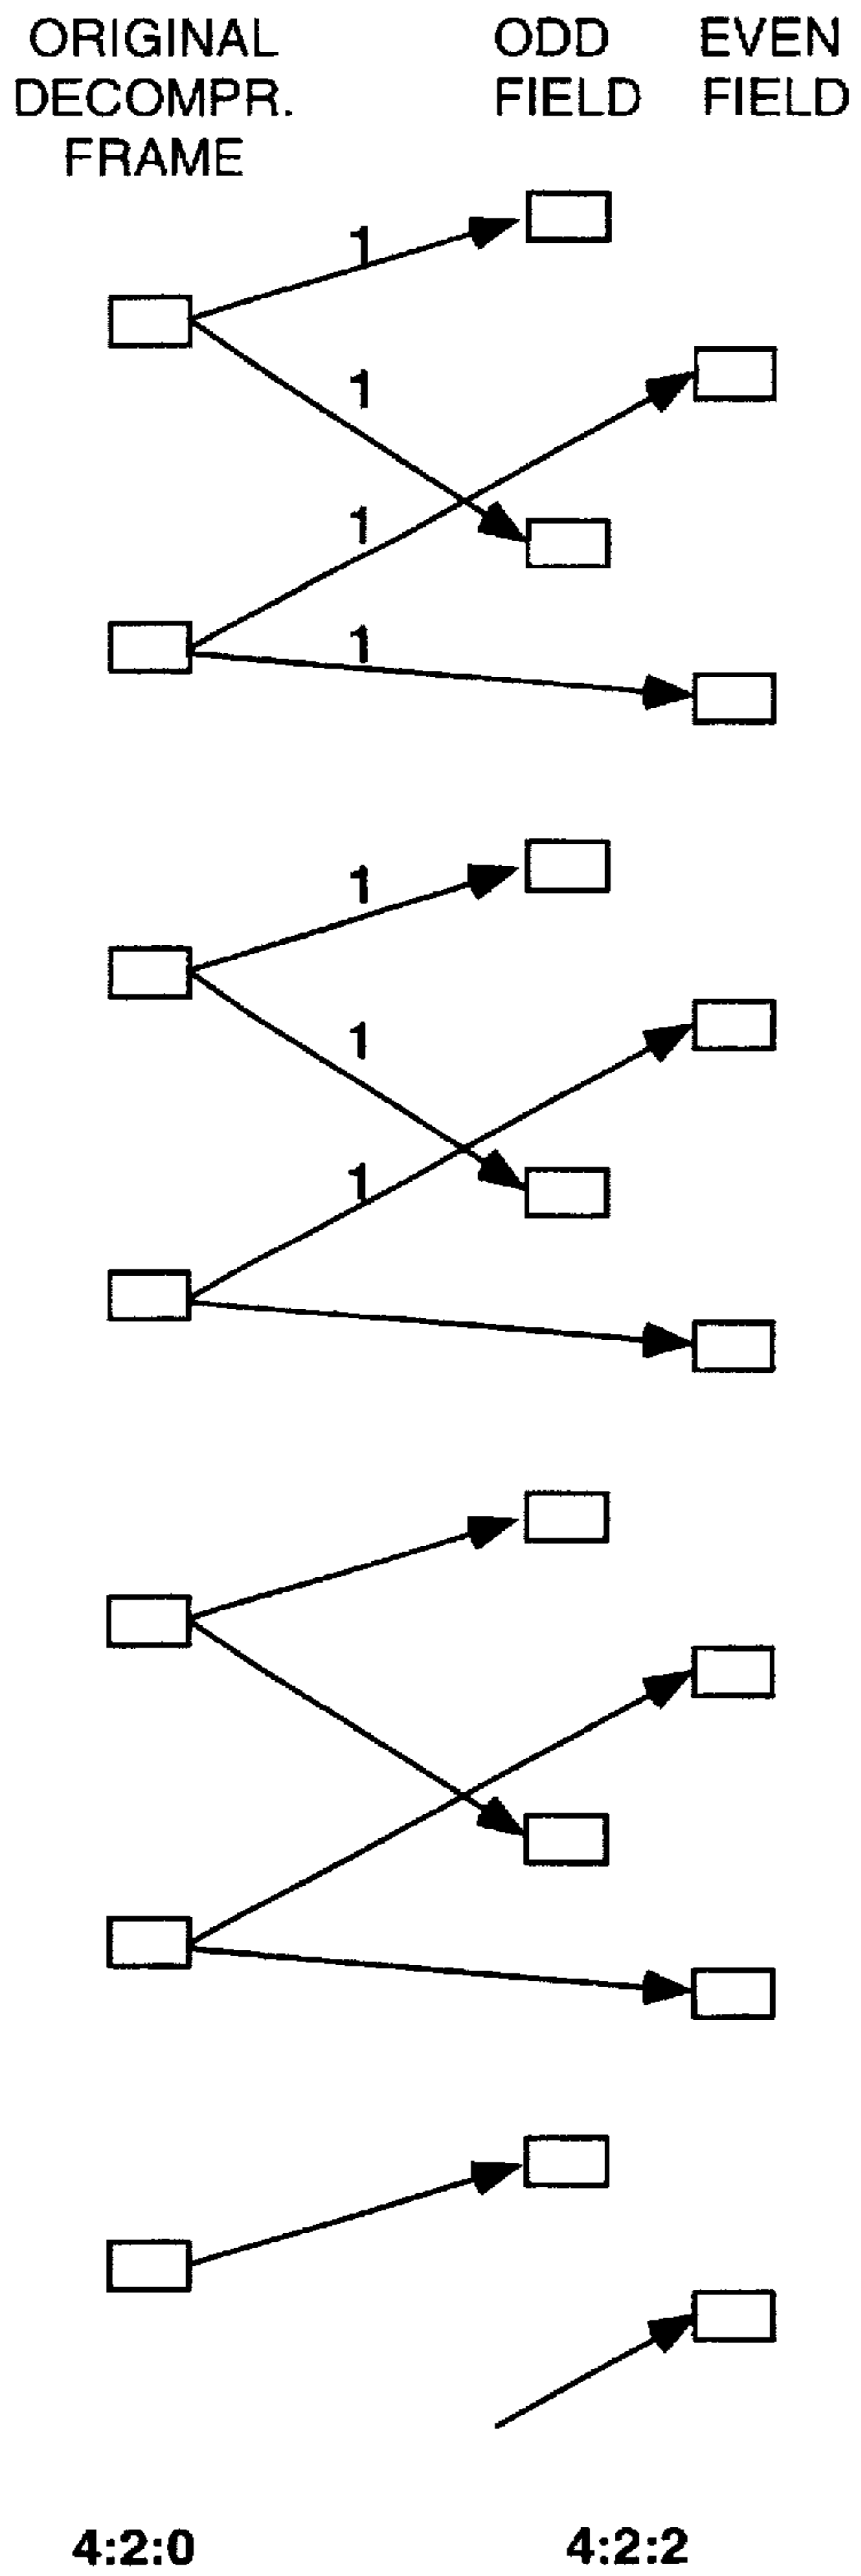 ORIGINAL
DECOMPR.
FRAME
ODD
FIELD
EVEN
FIELD
1
1
1
1
1
1
1
4:2:0
4:2:2